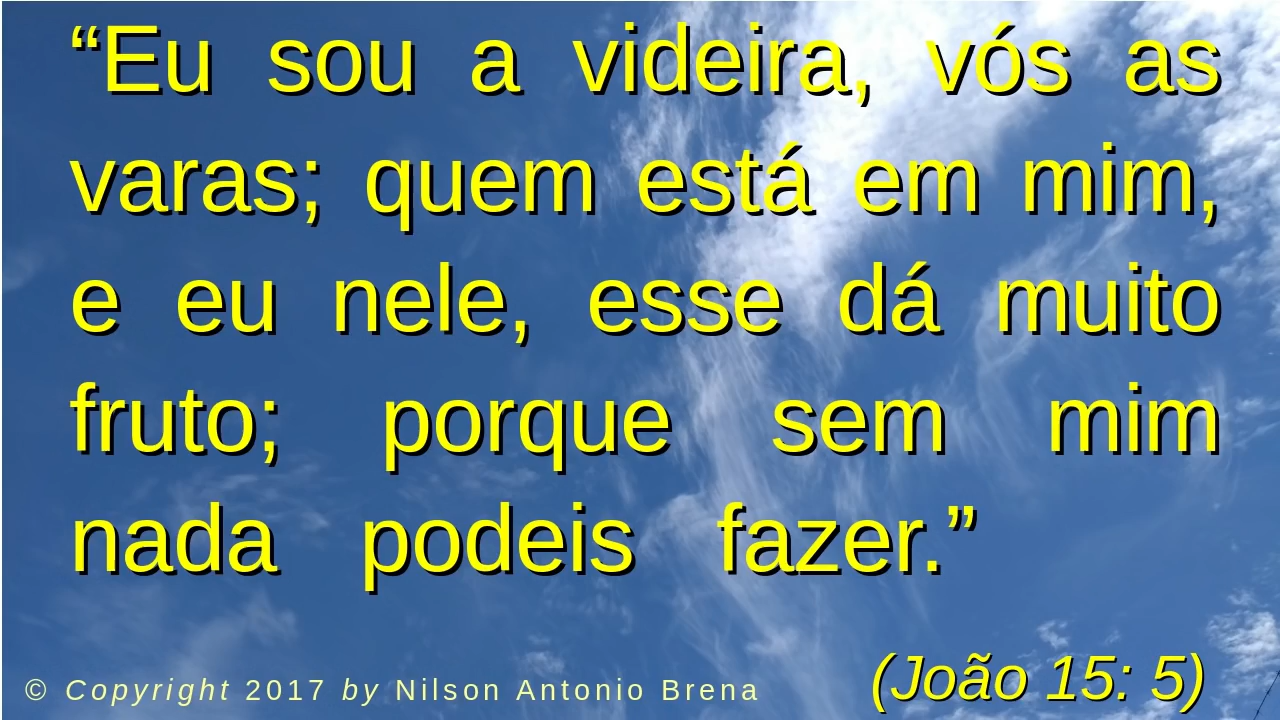 “Eu sou a videira, vós as
varas; quem está em mim,
e eu nele, esse dá muito
fruto; porque sem mim
nada podeis fazer.”
(João 15: 5)
© Copyright 2017 by Nilson Antonio Brena